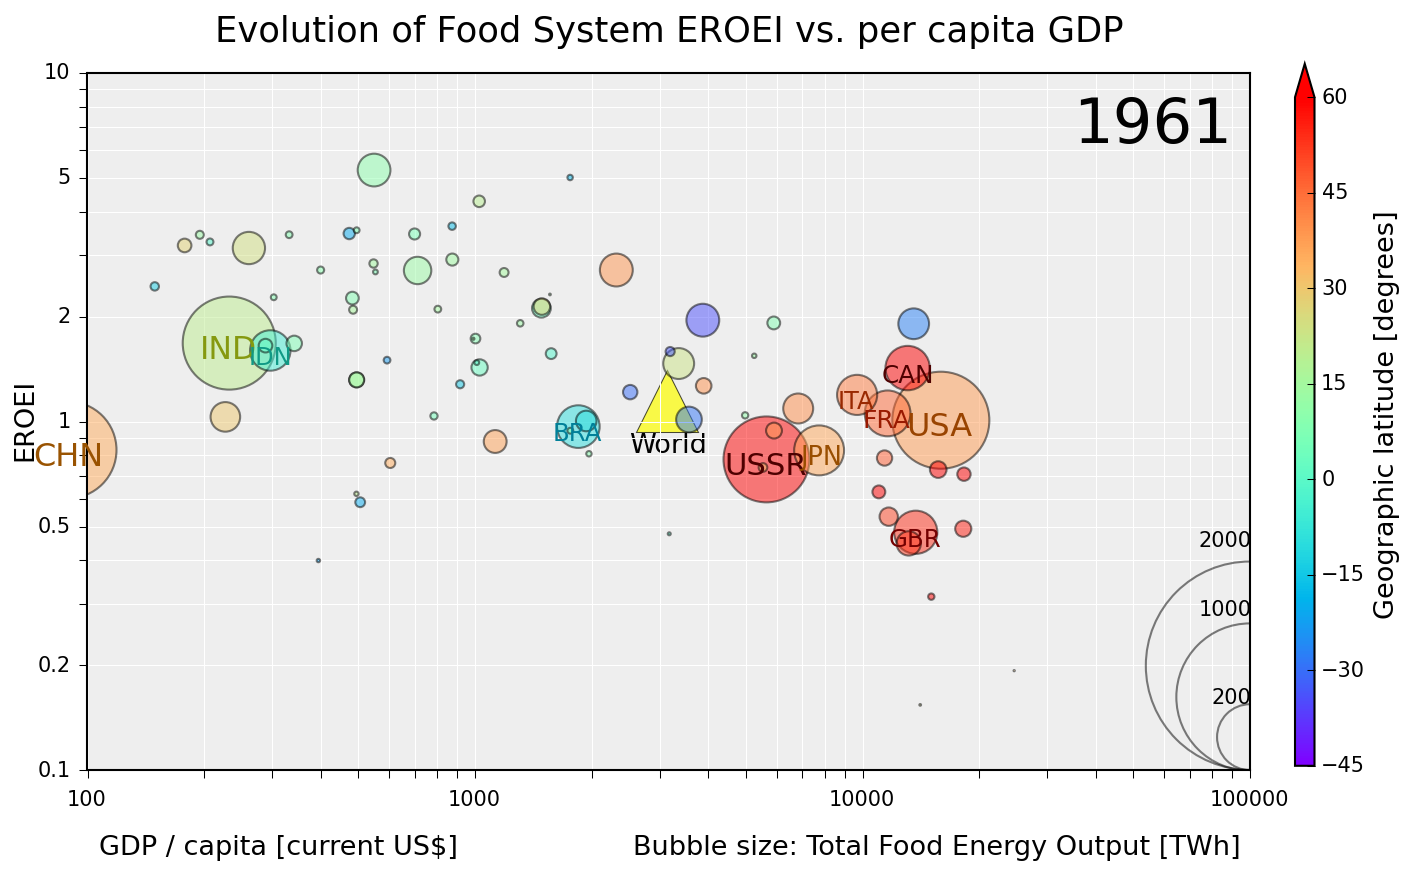 Evolution of Food System EROEI vs. per capita GDP
1961
10
5
2
1
0.5
0.2
0.1
EROEI
100
1000
10000
100000
GDP / capita [current US$]
Bubble size: Total Food Energy Output [TWh]
CHN
IND
IDN
BRA
World
USSR
JPN
ITA
FRA
CAN
USA
GBR
2000
1000
200
60
45
30
15
0
−15
−30
−45
Geographic latitude [degrees]